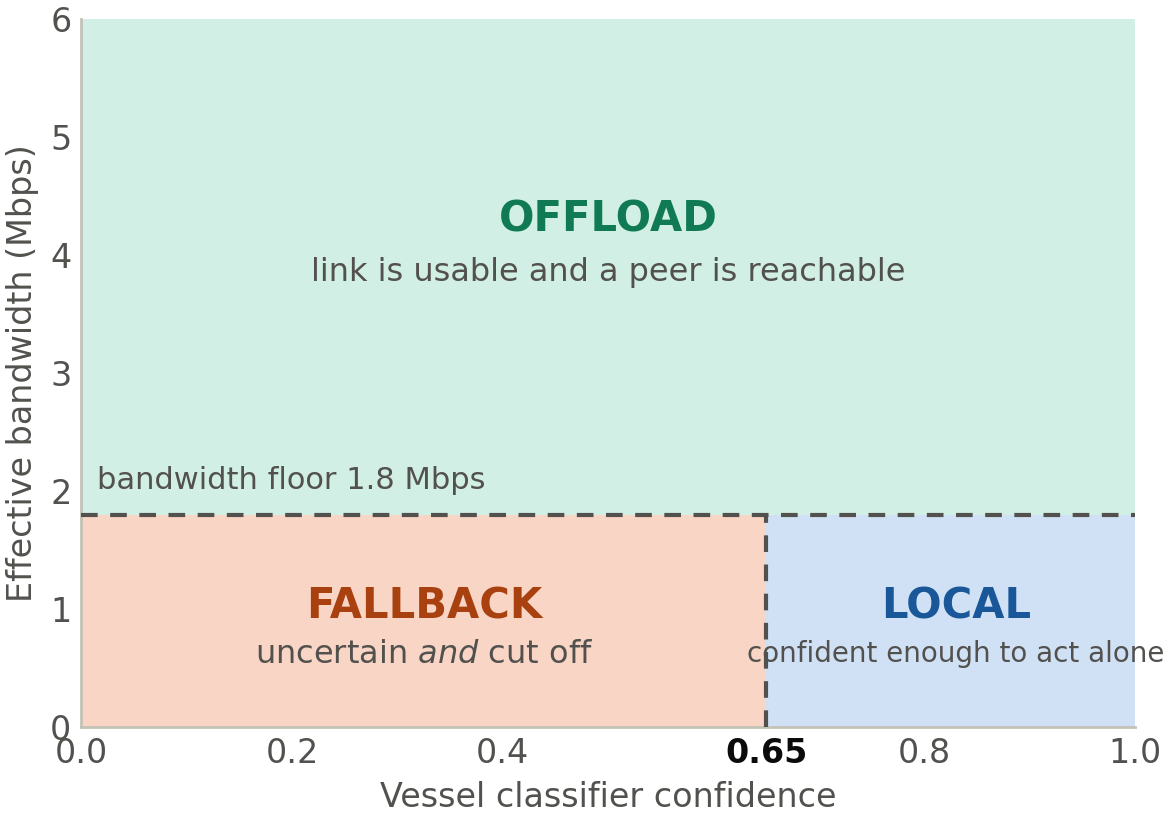 6
5
4
3
2
1
0
Effective bandwidth (Mbps)
OFFLOAD
link is usable and a peer is reachable
bandwidth floor 1.8 Mbps
FALLBACK
uncertain and cut off
LOCAL
confident enough to act alone
0.0
0.2
0.4
0.65
0.8
1.0
Vessel classifier confidence